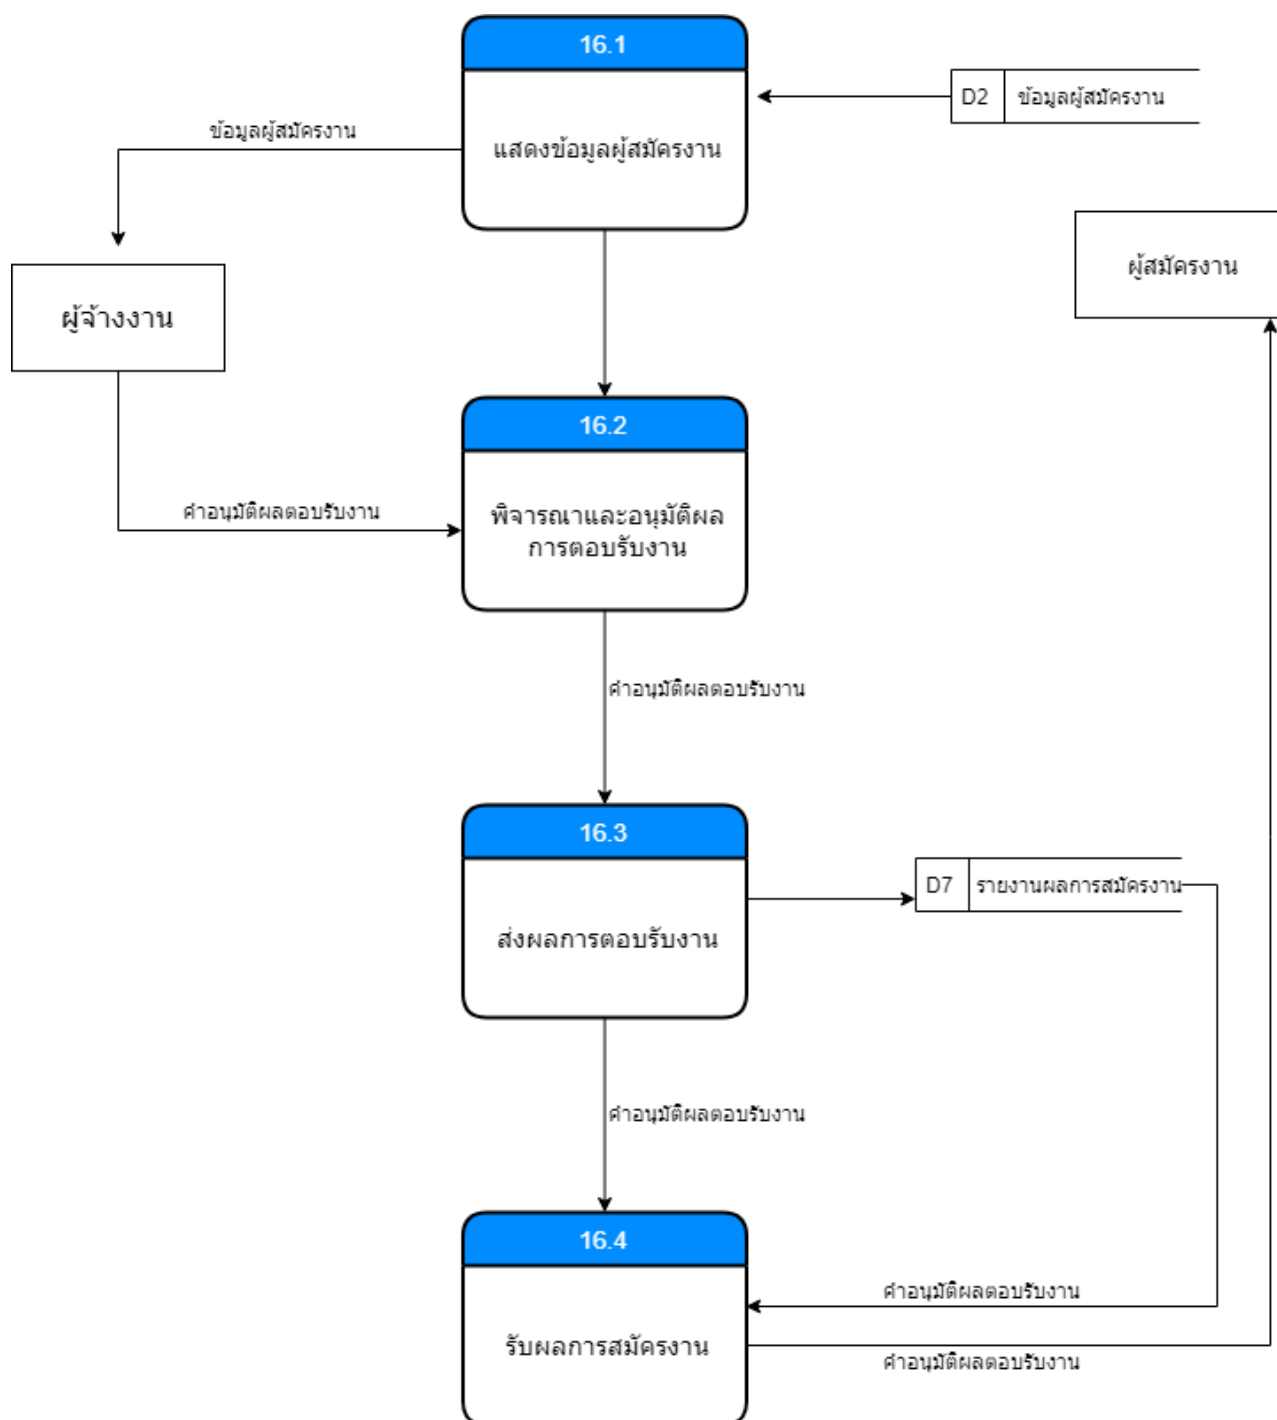 16.1
D2
ข้อมูลผู้สมัครงาน
ข้อมูลผู้สมัครงาน
แสดงข้อมูลผู้สมัครงาน
ผู้สมัครงาน
ผู้จ้างงาน
16.2
คำอนุมัติผลตอบรับงาน
พิจารณาและอนุมัติผล
การตอบรับงาน
คำอนุมัติผลตอบรับงาน
16.3
D7
รายงานผลการสมัครงาน
ส่งผลการตอบรับงาน
คำอนุมัติผลตอบรับงาน
16.4
คำอนุมัติผลตอบรับงาน
รับผลการสมัครงาน
คำอนุมัติผลตอบรับงาน